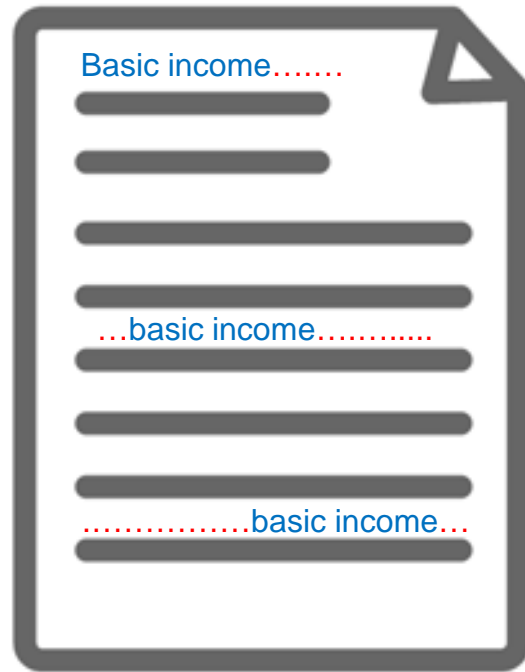 Basic income…….
…basic income…….…....
.……………basic income…